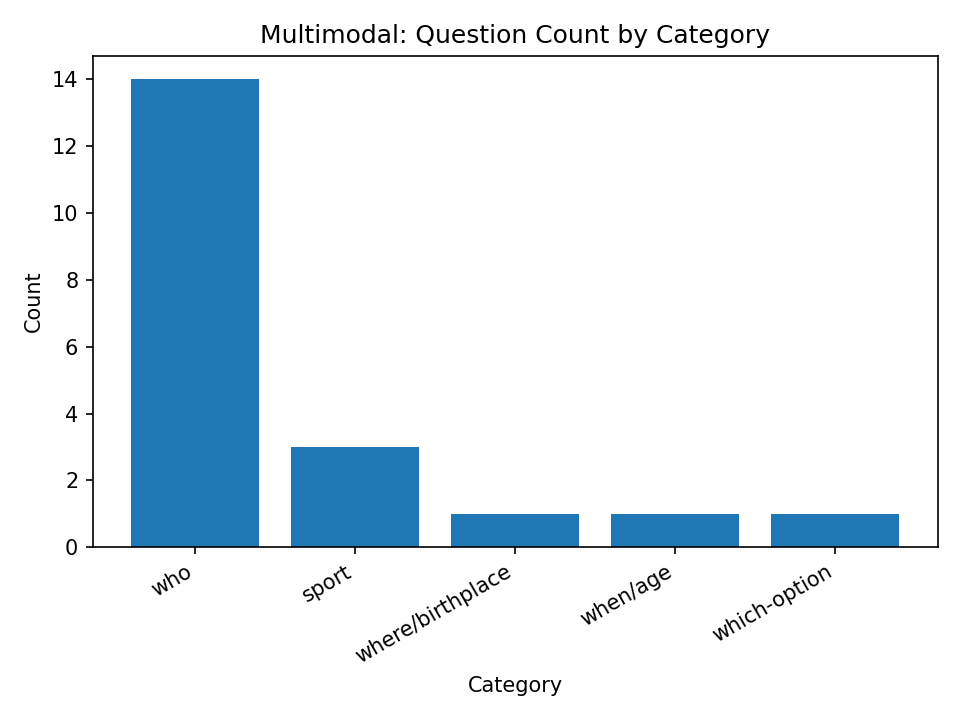 Multimodal: Question Count by Category
Count
14
12
10
8
6
4
2
0
who
sport
where/birthplace
when/age
which-option
Category